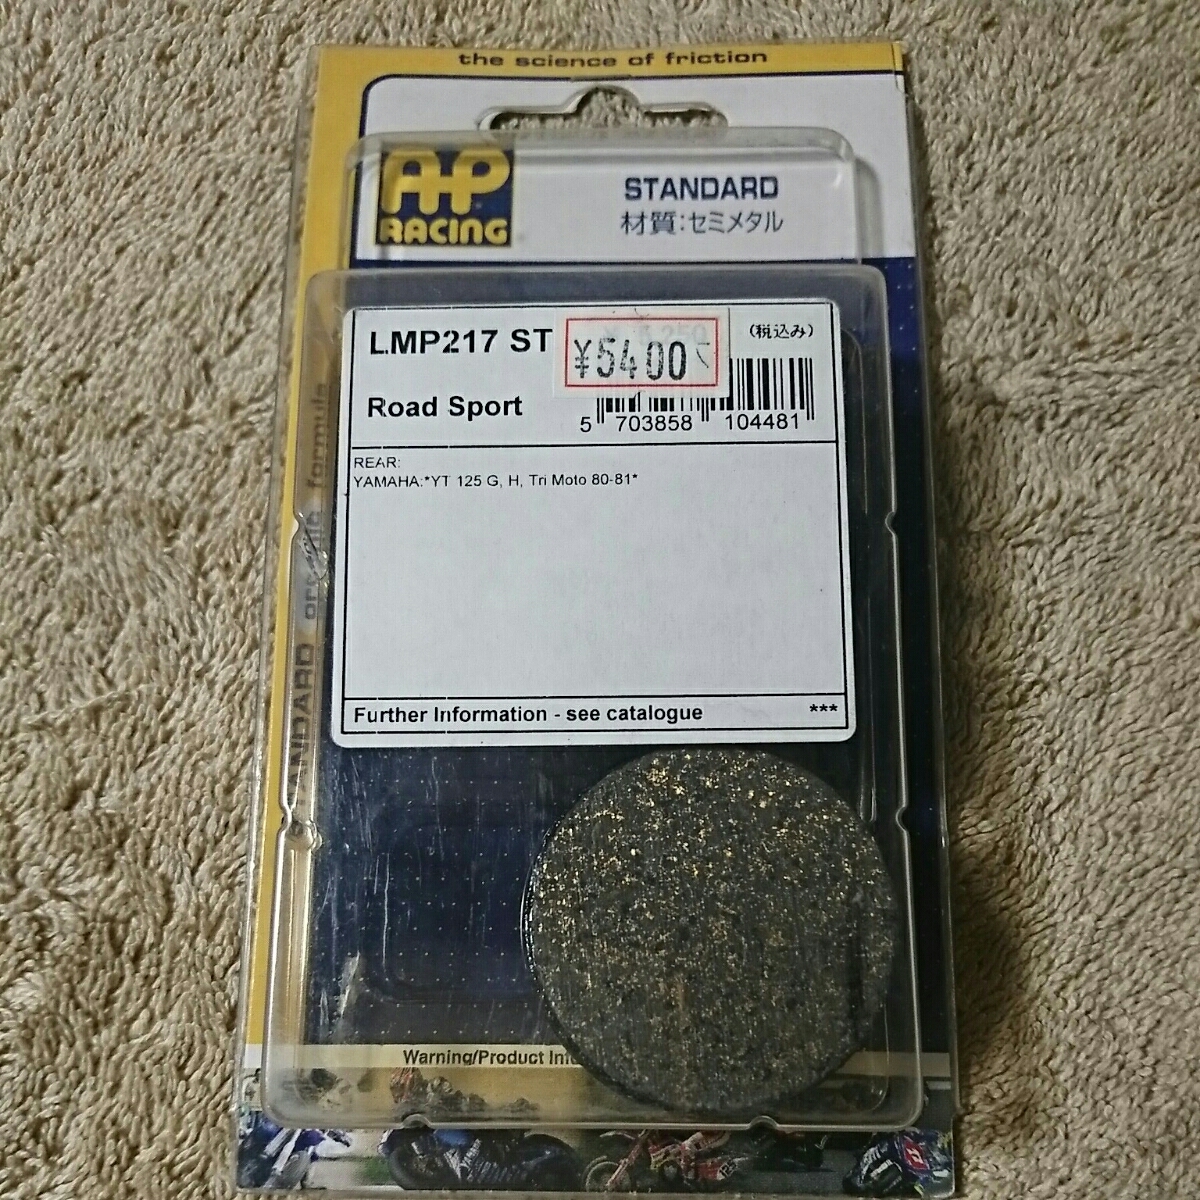 the science of friction
AP
RACING
STANDARD
材質:セミメタル
LMP217 ST
¥5400
(税込み)
Road Sport
5 703858 104481
REAR:
YAMAHA:*YT 125 G, H, Tri Moto 80-81*
Further Information - see catalogue ***
STANDARD organic formula
Warning/Product Info